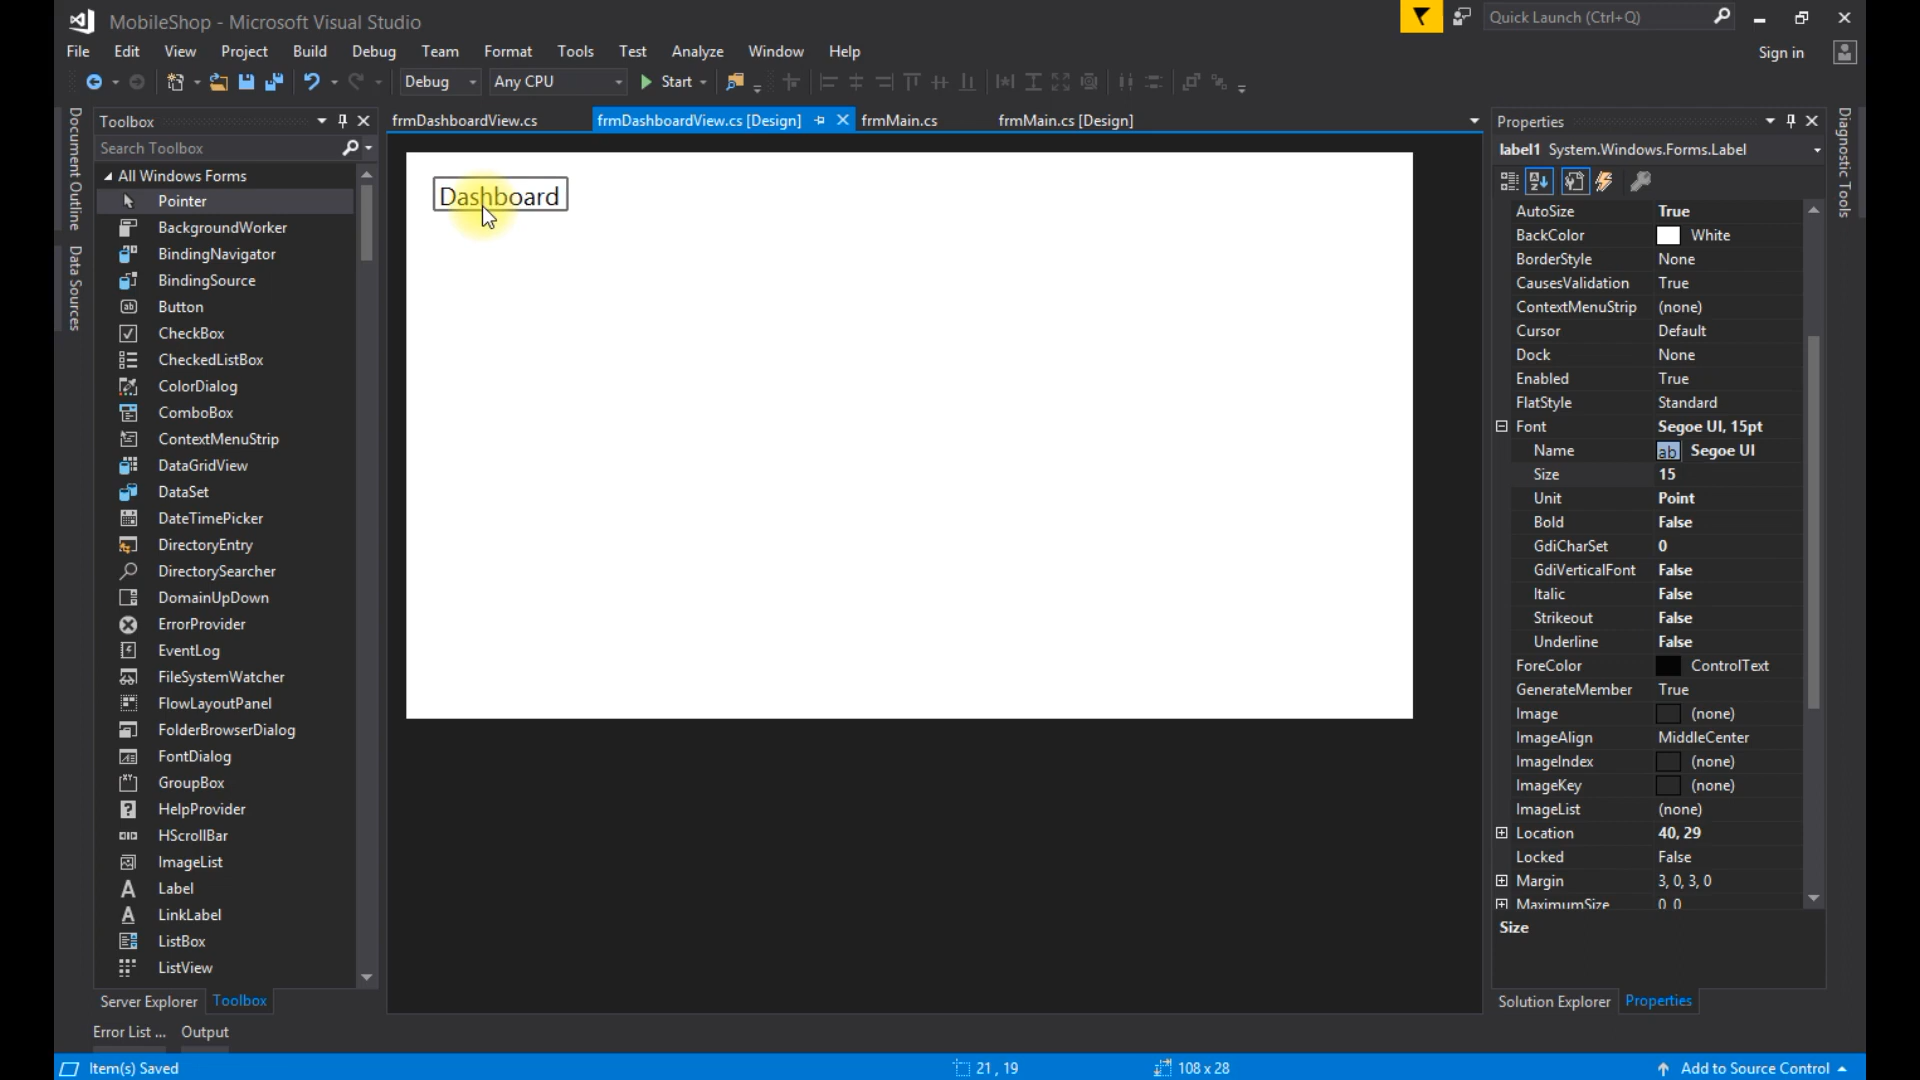 MobileShop - Microsoft Visual Studio
Quick Launch (Ctrl+Q)
File Edit View Project Build Debug Team Format Tools Test Analyze Window Help
Sign in
Debug Any CPU Start
Document Outline
Data Sources
Toolbox
Search Toolbox
All Windows Forms
Pointer
BackgroundWorker
BindingNavigator
BindingSource
Button
CheckBox
CheckedListBox
ColorDialog
ComboBox
ContextMenuStrip
DataGridView
DataSet
DateTimePicker
DirectoryEntry
DirectorySearcher
DomainUpDown
ErrorProvider
EventLog
FileSystemWatcher
FlowLayoutPanel
FolderBrowserDialog
FontDialog
GroupBox
HelpProvider
HScrollBar
ImageList
Label
LinkLabel
ListBox
ListView
Server Explorer Toolbox
Error List ... Output
frmDashboardView.cs frmDashboardView.cs [Design] frmMain.cs frmMain.cs [Design]
Dashboard
Properties
label1 System.Windows.Forms.Label
AutoSize True
BackColor White
BorderStyle None
CausesValidation True
ContextMenuStrip (none)
Cursor Default
Dock None
Enabled True
FlatStyle Standard
Font Segoe UI, 15pt
Name ab Segoe UI
Size 15
Unit Point
Bold False
GdiCharSet 0
GdiVerticalFont False
Italic False
Strikeout False
Underline False
ForeColor ControlText
GenerateMember True
Image (none)
ImageAlign MiddleCenter
ImageIndex (none)
ImageKey (none)
ImageList (none)
Location 40, 29
Locked False
Margin 3, 0, 3, 0
MaximumSize 0, 0
Size
Solution Explorer Properties
Diagnostic Tools
Item(s) Saved 21 , 19 108 x 28 Add to Source Control